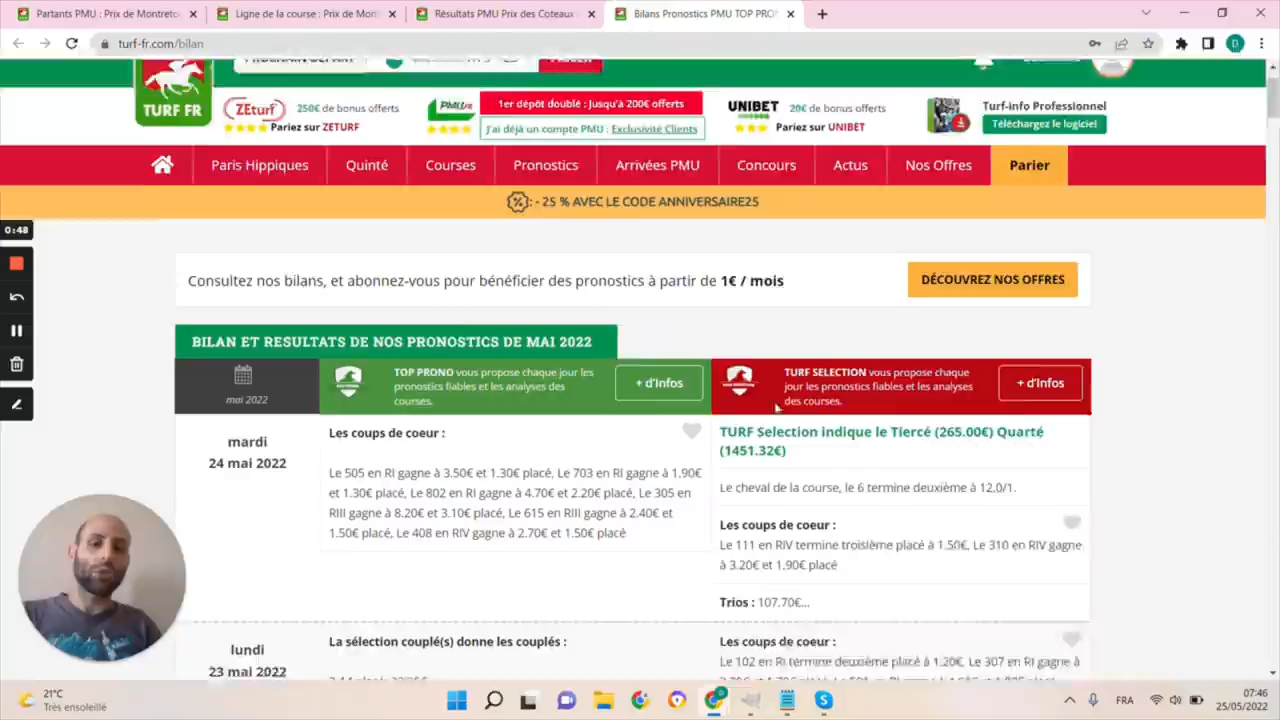 Partants PMU : Prix de Montreto
Ligne de la course : Prix de Mon
Résultats PMU Prix des Coteaux
Bilans Pronostics PMU TOP PRO
turf-fr.com/bilan
TURF FR
ZEturf
250€ de bonus offerts
Pariez sur ZETURF
1er dépôt doublé : Jusqu'à 200€ offerts
J'ai déjà un compte PMU : Exclusivité Clients
UNIBET
20€ de bonus offerts
Pariez sur UNIBET
Turf-info Professionnel
Téléchargez le logiciel
Paris Hippiques
Quinté
Courses
Pronostics
Arrivées PMU
Concours
Actus
Nos Offres
Parier
: - 25 % AVEC LE CODE ANNIVERSAIRE25
0:48
Consultez nos bilans, et abonnez-vous pour bénéficier des pronostics à partir de 1€ / mois
DÉCOUVREZ NOS OFFRES
BILAN ET RESULTATS DE NOS PRONOSTICS DE MAI 2022
mai 2022
TOP PRONO vous propose chaque jour les
pronostics fiables et les analyses des
courses.
+ d'Infos
TURF SELECTION vous propose chaque
jour les pronostics fiables et les analyses
des courses.
+ d'Infos
mardi
24 mai 2022
Les coups de coeur :
Le 505 en RI gagne à 3.50€ et 1.30€ placé, Le 703 en RI gagne à 1.90€
et 1.30€ placé, Le 802 en RI gagne à 4.70€ et 2.20€ placé, Le 305 en
RIII gagne à 8.20€ et 3.10€ placé, Le 615 en RIII gagne à 2.40€ et
1.50€ placé, Le 408 en RIV gagne à 2.70€ et 1.50€ placé
TURF Selection indique le Tiercé (265.00€) Quarté
(1451.32€)
Le cheval de la course, le 6 termine deuxième à 12.0/1.
Les coups de coeur :
Le 111 en RIV termine troisième placé à 1.50€, Le 310 en RIV gagne
à 3.20€ et 1.90€ placé
Trios : 107.70€...
lundi
23 mai 2022
La sélection couplé(s) donne les couplés :
Les coups de coeur :
Le 102 en RI termine deuxième placé à 1.20€, Le 307 en RI gagne à
21°C
Très ensoleillé
FRA
07:46
25/05/2022